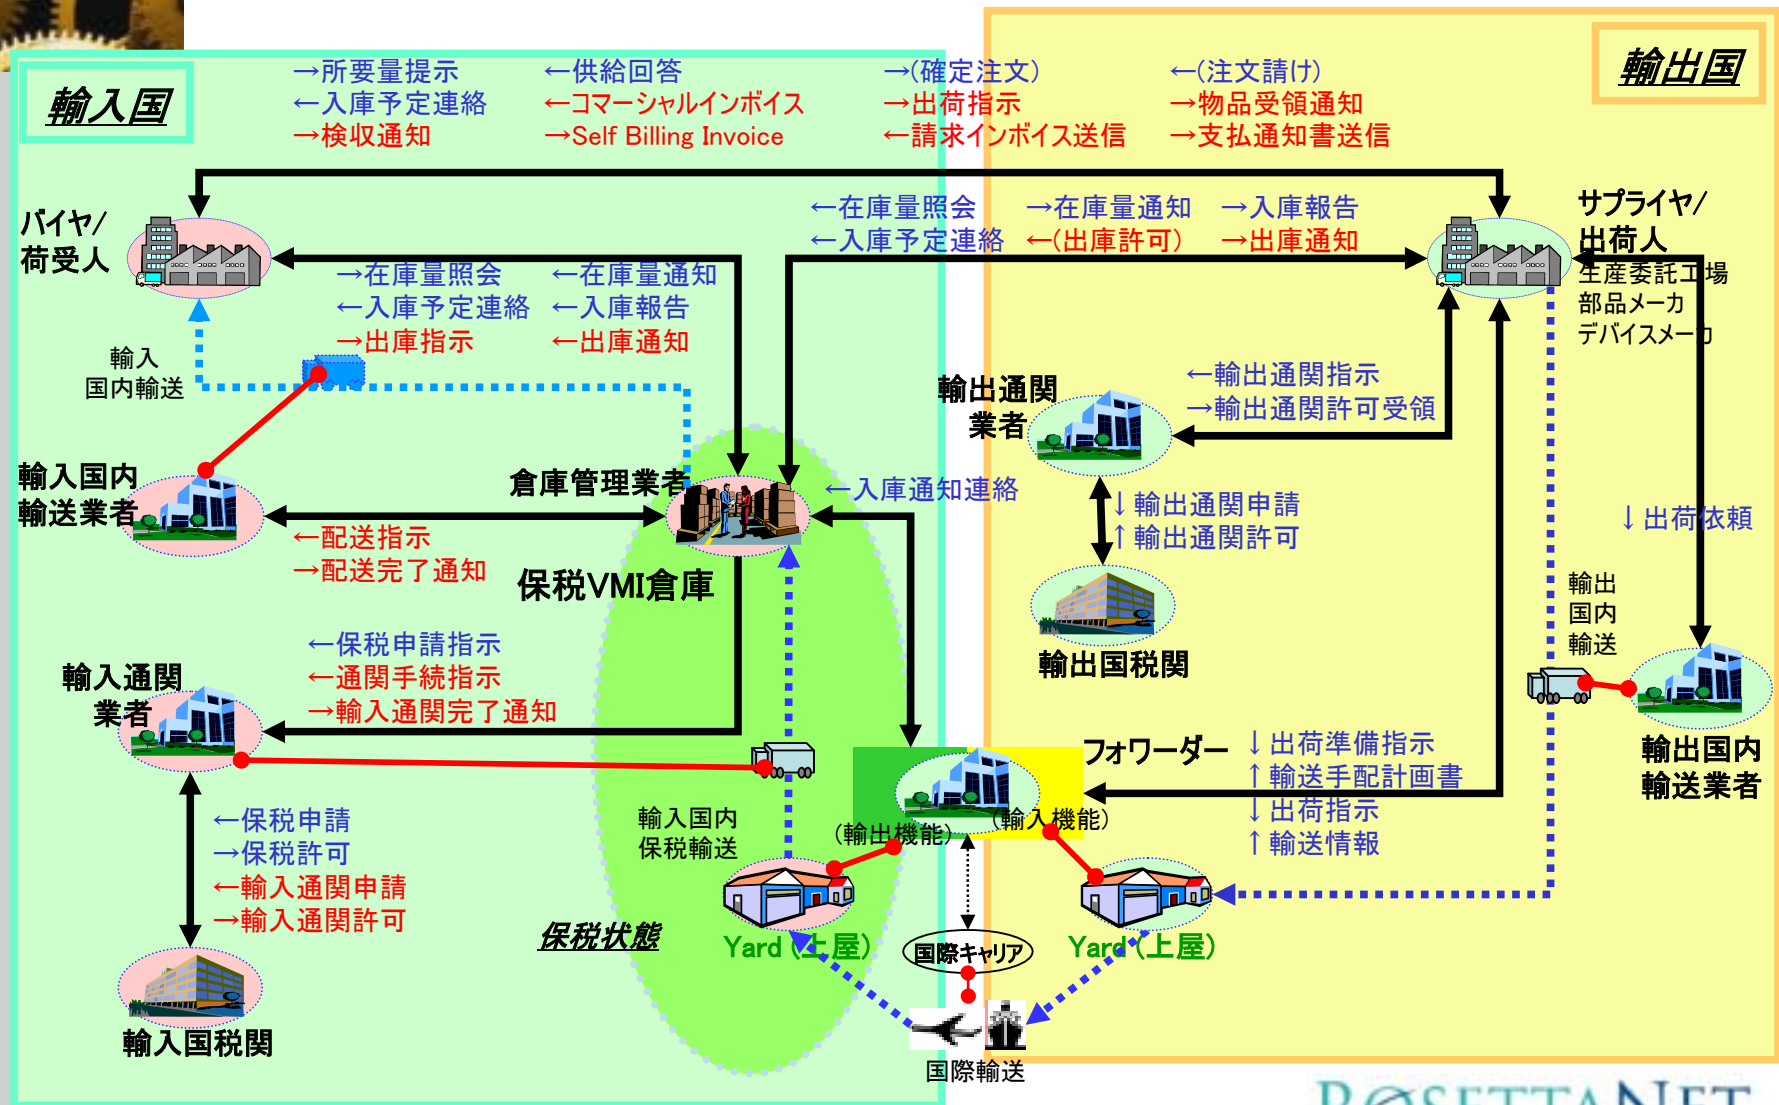 輸入国
→所要量提示 ←供給回答 →(確定注文) ←(注文請け)
←入庫予定連絡 ←コマーシャルインボイス →出荷指示 →物品受領通知
→検収通知 →Self Billing Invoice ←請求インボイス送信 →支払通知書送信
輸出国
バイヤ/
荷受人
←在庫量照会 →在庫量通知 →入庫報告
←入庫予定連絡 ←(出庫許可) →出庫通知
サプライヤ/
出荷人
生産委託工場
部品メーカ
デバイスメーカ
→在庫量照会 ←在庫量通知
←入庫予定連絡 ←入庫報告
→出庫指示 ←出庫通知
輸入
国内輸送
輸出通関
業者
←輸出通関指示
→輸出通関許可受領
輸入国内
輸送業者
倉庫管理業者
←入庫通知連絡
↓輸出通関申請
↑輸出通関許可
↓出荷依頼
←配送指示
→配送完了通知
保税VMI倉庫
輸出
国内
輸送
輸出国税関
←保税申請指示
←通関手続指示
→輸入通関完了通知
輸入通関
業者
フォワーダー
↓出荷準備指示
↑輸送手配計画書
↓出荷指示
↑輸送情報
輸出国内
輸送業者
輸入国内
保税輸送
(輸出機能)
(輸入機能)
←保税申請
→保税許可
←輸入通関申請
→輸入通関許可
保税状態
Yard (上屋)
国際キャリア
Yard (上屋)
輸入国税関
国際輸送
ROSETTANET